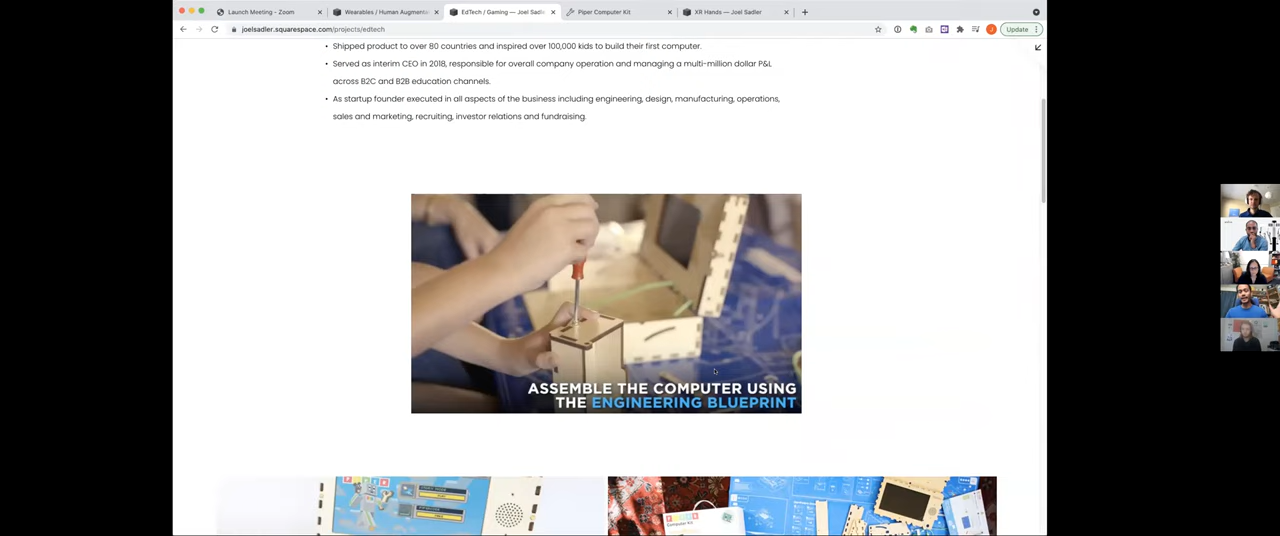 Launch Meeting - Zoom
Wearables / Human Augmenta
EdTech / Gaming — Joel Sadle
Piper Computer Kit
XR Hands — Joel Sadler
joelsadler.squarespace.com/projects/edtech
J
Update
• Shipped product to over 80 countries and inspired over 100,000 kids to build their first computer.
• Served as interim CEO in 2018, responsible for overall company operation and managing a multi-million dollar P&L
across B2C and B2B education channels.
• As startup founder executed in all aspects of the business including engineering, design, manufacturing, operations,
sales and marketing, recruiting, investor relations and fundraising.
ASSEMBLE THE COMPUTER USING
THE ENGINEERING BLUEPRINT
Computer Kit